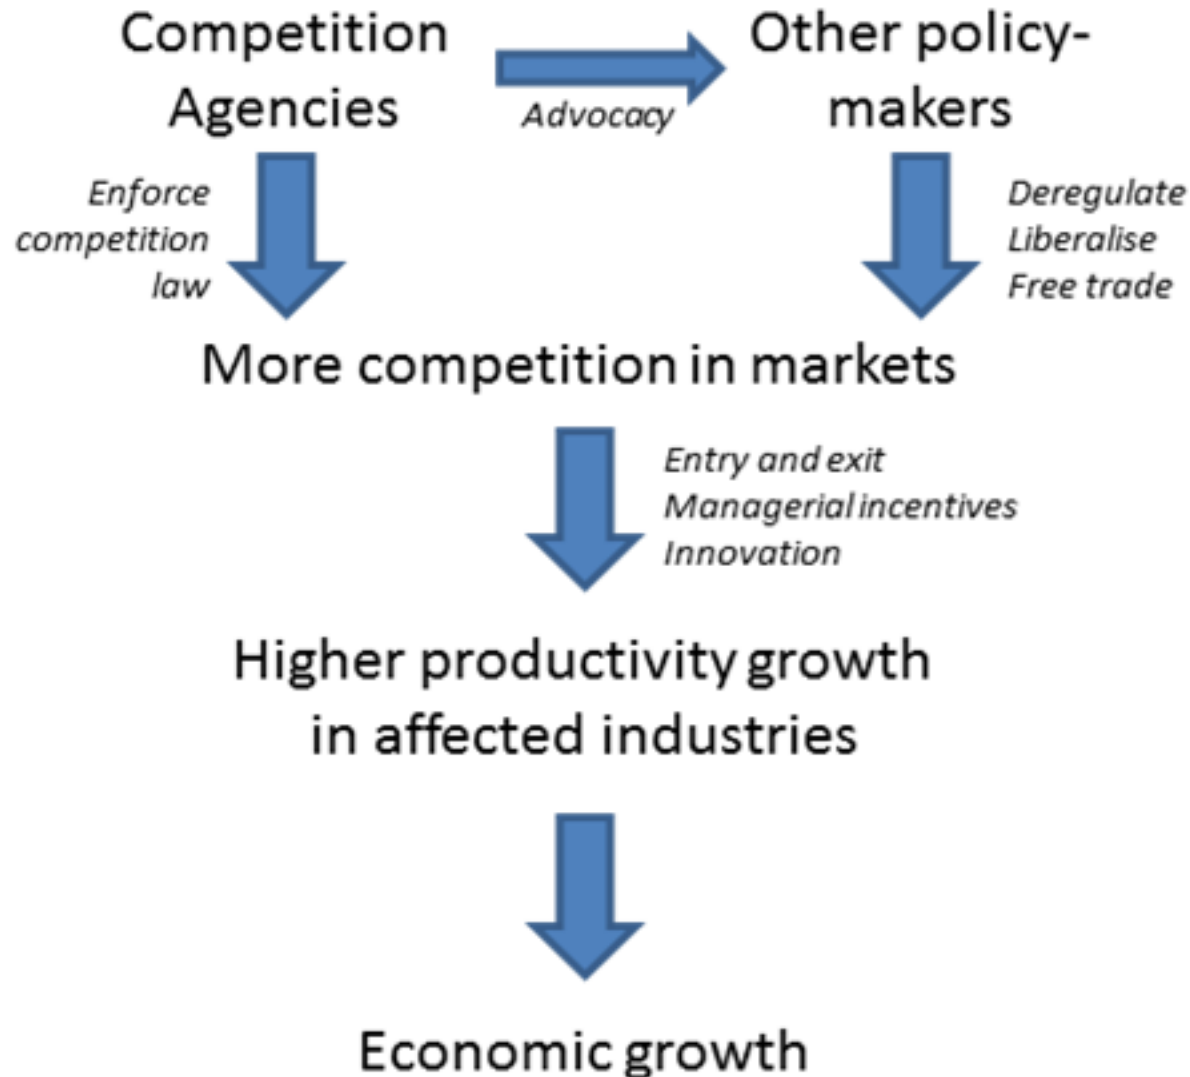 Competition
Agencies
Advocacy
Other policy-
makers
Enforce
competition
law
Deregulate
Liberalise
Free trade
More competition in markets
Entry and exit
Managerial incentives
Innovation
Higher productivity growth
in affected industries
Economic growth